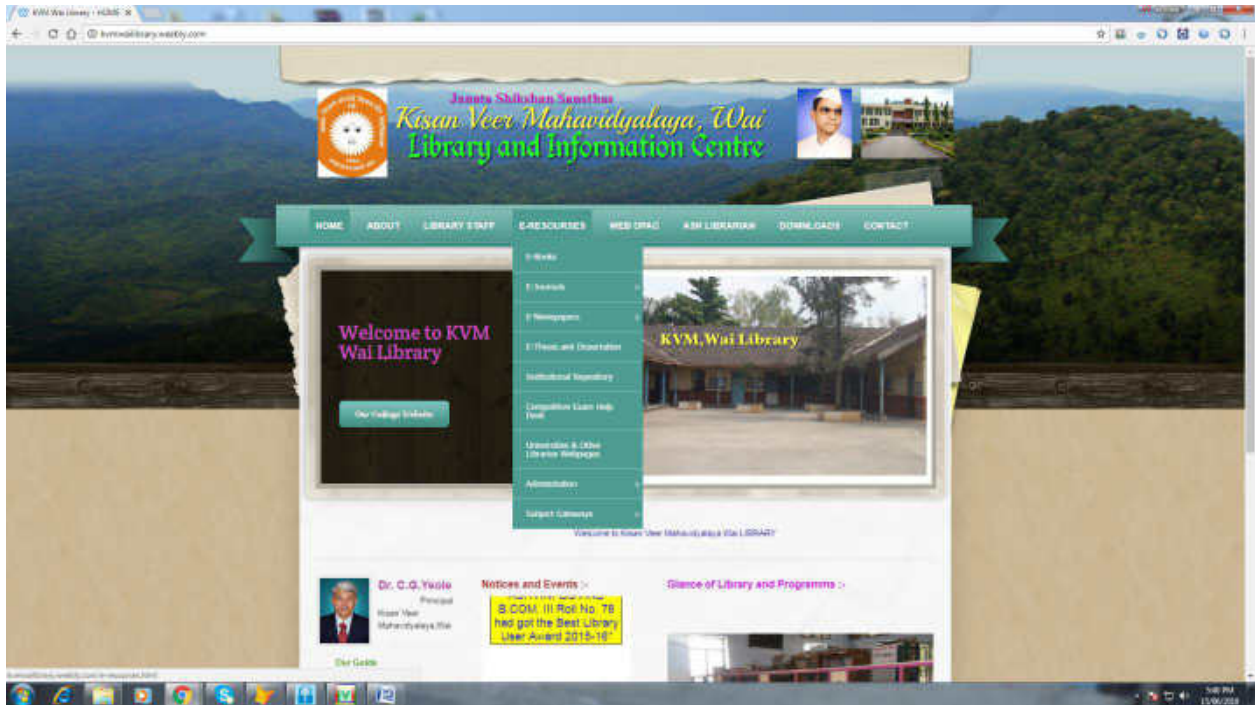 KVM Wai Library - HOME
kvmwailibrary.weebly.com
Janata Shikshan Sansthas
Kisan Veer Mahavidyalaya, Wai
Library and Information Centre
HOME ABOUT LIBRARY STAFF E-RESOURSES WEB OPAC ASK LIBRARIAN DOWNLOADS CONTACT
E-Books
E-Journals
E-Newspapers
E-Thesis and Dissertation
Institutional Repository
Competitive Exam Help
Desk
Universities & Other
Libraries Webpages
Administration
Subject Gateways
Welcome to KVM
Wai Library
Our College Website
KVM,Wai Library
Welcome to Kisan Veer Mahavidyalaya Wai LIBRARY
Dr. C.G.Yeole
Principal
Kisan Veer
Mahavidyalaya,Wai
Our Guide
Notices and Events :-
B.COM. III Roll No. 78
had got the Best Library
User Award 2015-16"
Glance of Library and Programms :-
5:48 PM